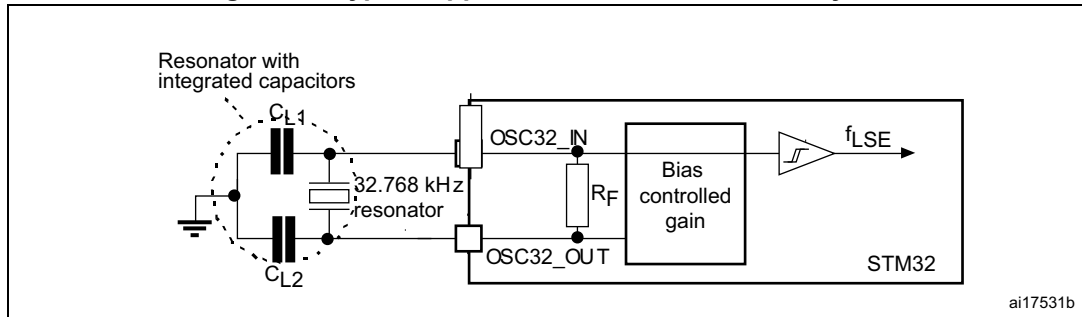 Resonator with
integrated capacitors
CL1
OSC32_IN
fLSE
32.768 kHz
resonator
RF
Bias
controlled
gain
OSC32_OUT
CL2
STM32
ai17531b